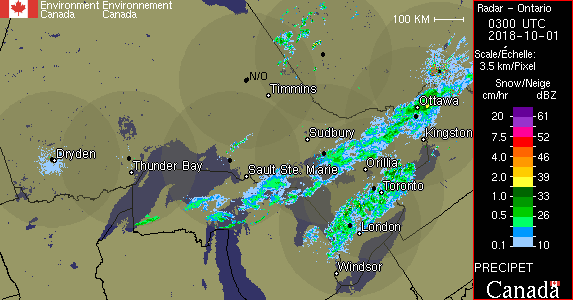 Environment Environnement
Canada Canada
100 KM
N/O
Timmins
Ottawa
Sudbury
Kingston
Dryden
Thunder Bay
Sault Ste. Marie
Orillia
Toronto
London
Windsor
Radar - Ontario
0300 UTC
2018-10-01
Scale/Échelle:
3.5 km/Pixel
Snow/Neige
cm/hr dBZ
20 61
7.5 52
4.0 46
2.0 39
1.0 33
0.5 26
0.1 10
PRECIPET
Canada